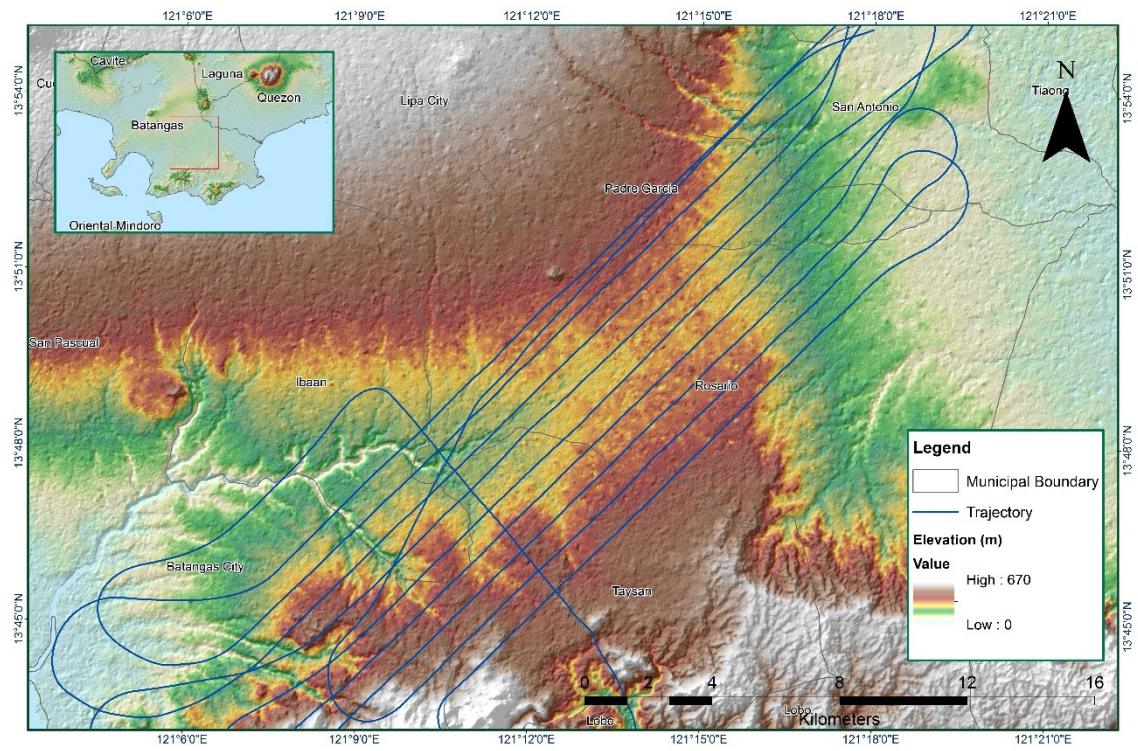 121°6'0"E
121°9'0"E
121°12'0"E
121°15'0"E
121°18'0"E
121°21'0"E
13°54'0"N
13°51'0"N
13°48'0"N
13°45'0"N
Cavite
Laguna
Quezon
Batangas
Oriental Mindoro
Lipa City
San Antonio
Tiaong
N
Padre Garcia
13°54'0"N
13°51'0"N
13°48'0"N
13°45'0"N
San Pascual
Ibaan
Rosario
Batangas City
Taysan
Lobo
Lobo
Legend
Municipal Boundary
Trajectory
Elevation (m)
Value
High : 670
Low : 0
0 2 4 8 12 16
Kilometers
121°6'0"E
121°9'0"E
121°12'0"E
121°15'0"E
121°18'0"E
121°21'0"E